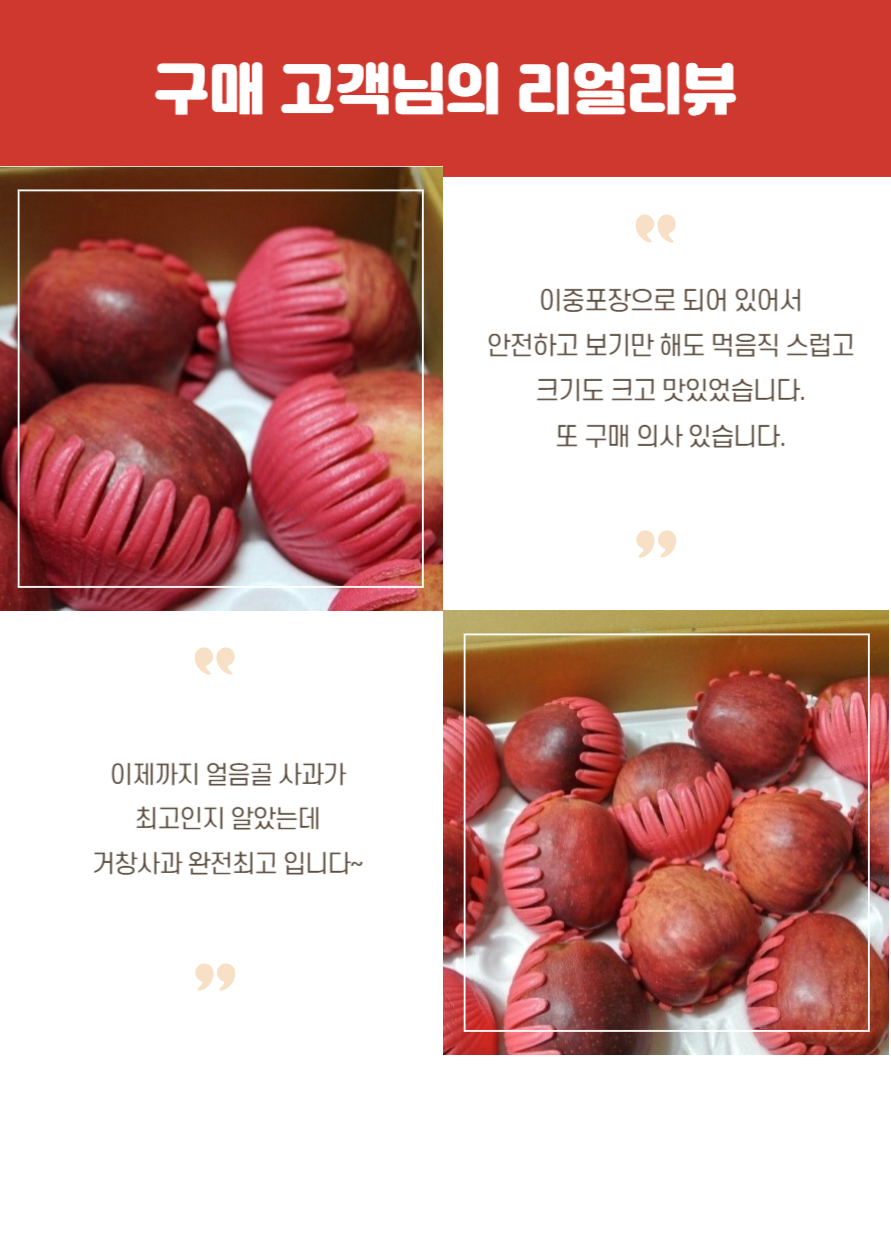 구매 고객님의 리얼리뷰
이중포장으로 되어 있어서
안전하고 보기만 해도 먹음직 스럽고
크기도 크고 맛있었습니다.
또 구매 의사 있습니다.
이제까지 얼음골 사과가
최고인지 알았는데
거창사과 완전최고 입니다~